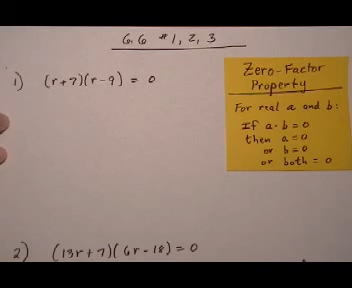 6.6 #1, 2, 3
1) (r+7)(r-9) = 0
Zero-Factor
Property
For real a and b:
If a·b=0
then a=0
or b=0
or both = 0
2) (13r+7)(6r-18)=0